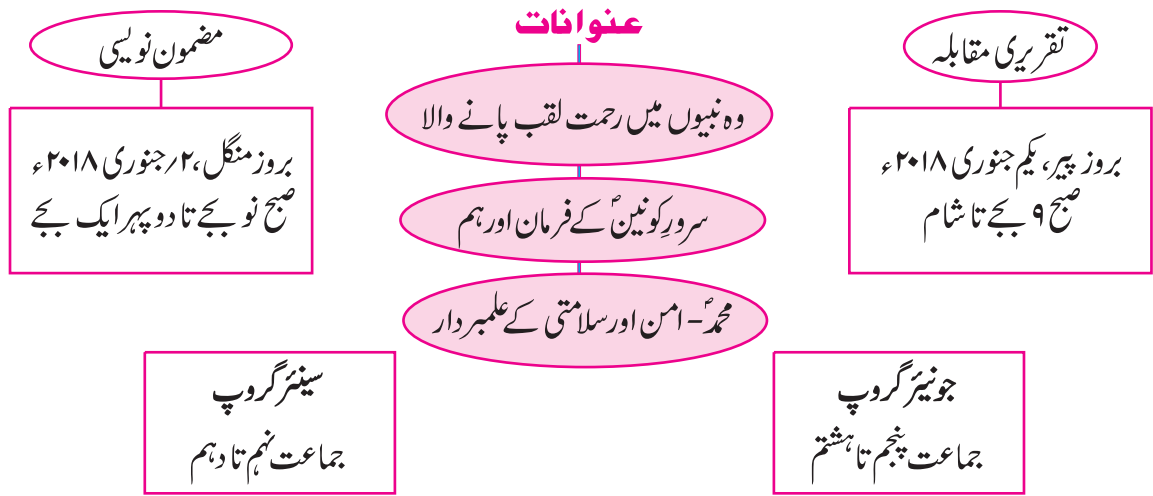 عنوانات
تقریری مقابلہ
بروز پیر، یکم جنوری ۲۰۱۸ء
صبح ۹ بجے تا شام
وہ نبیوں میں رحمت لقب پانے والا
سرورِ کونینؐ کے فرمان اور ہم
محمدؐ - امن اور سلامتی کے علمبردار
مضمون نویسی
بروز منگل، ۲؍جنوری ۲۰۱۸ء
صبح نو بجے تا دوپہر ایک بجے
جونیئر گروپ
جماعت پنجم تا ہشتم
سینئر گروپ
جماعت نہم تا دہم